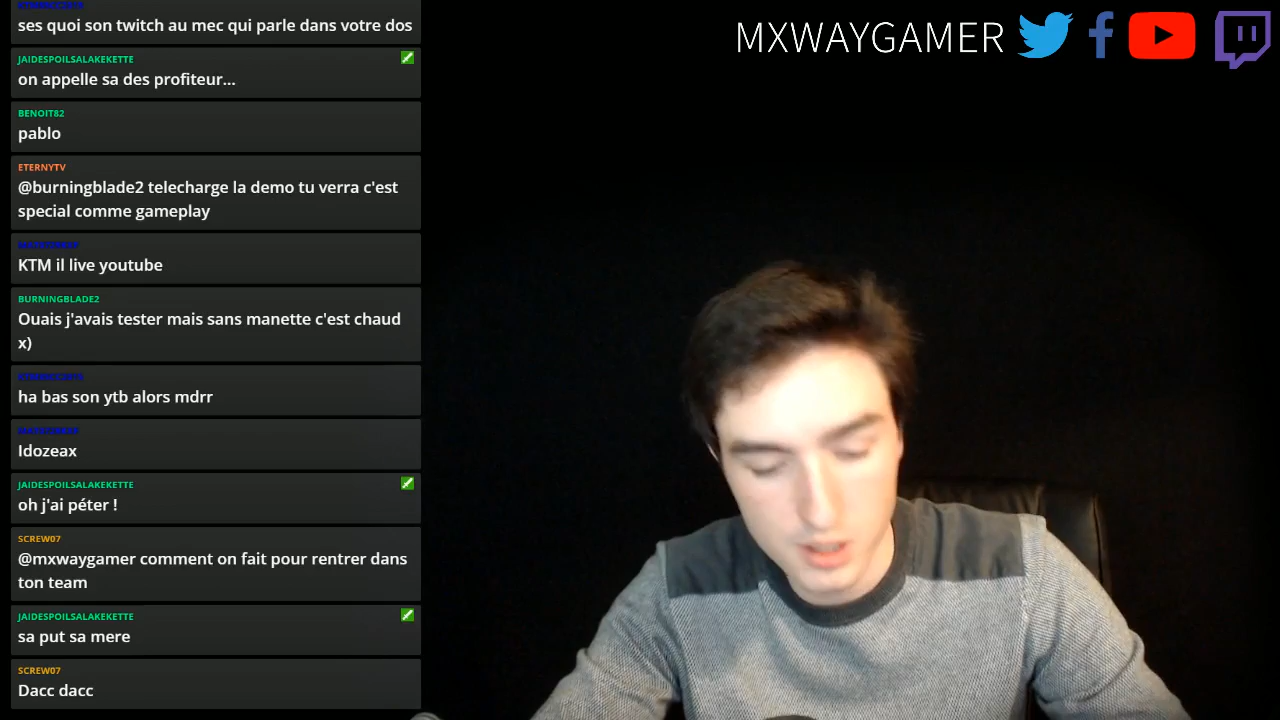 ses quoi son twitch au mec qui parle dans votre dos
MXWAYGAMER
JAIDESPOILSALAKEKETTE
on appelle sa des profiteur...
BENOIT82
pablo
ETERNYTV
@burningblade2 telecharge la demo tu verra c'est
special comme gameplay
KTM il live youtube
BURNINGBLADE2
Ouais j'avais tester mais sans manette c'est chaud
x)
ha bas son ytb alors mdrr
Idozeax
JAIDESPOILSALAKEKETTE
oh j'ai péter !
SCREW07
@mxwaygamer comment on fait pour rentrer dans
ton team
JAIDESPOILSALAKEKETTE
sa put sa mere
SCREW07
Dacc dacc